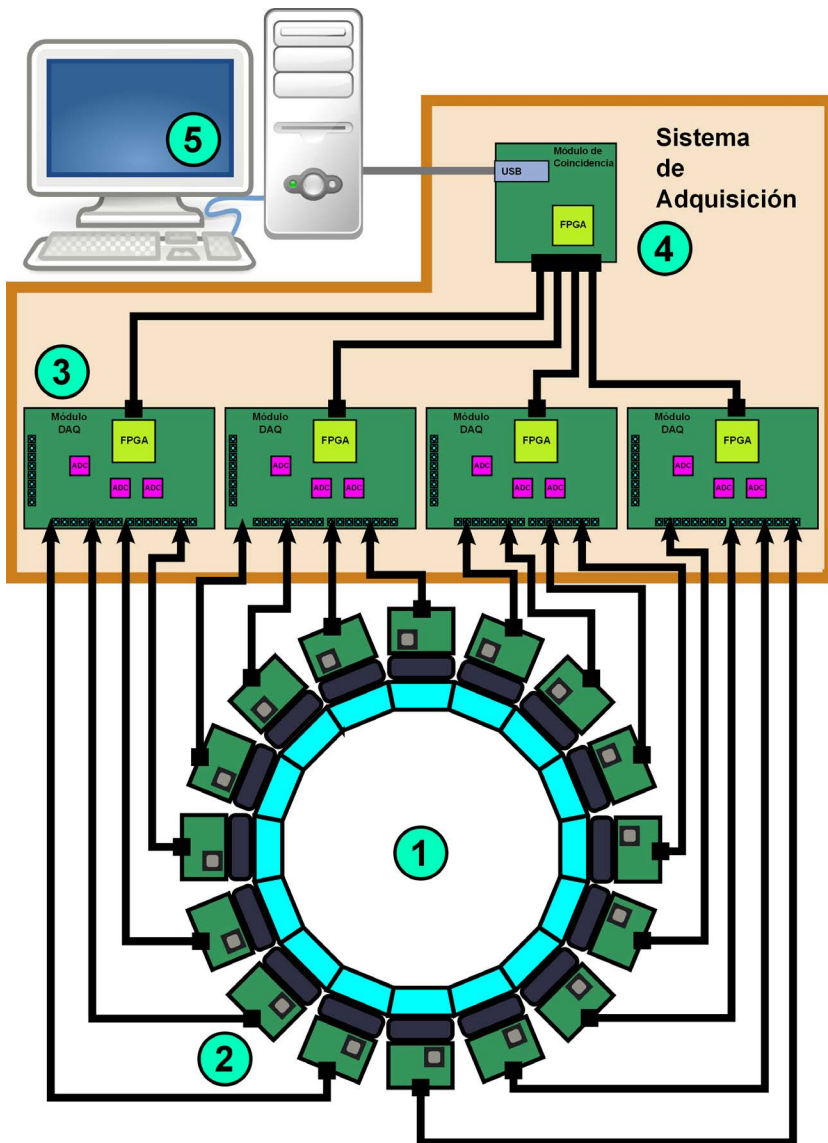 5
Módulo de
Coincidencia
USB
FPGA
Sistema
de
Adquisición
4
3
Módulo
DAQ
FPGA
ADC
ADC
ADC
Módulo
DAQ
FPGA
ADC
ADC
ADC
Módulo
DAQ
FPGA
ADC
ADC
ADC
Módulo
DAQ
FPGA
ADC
ADC
ADC
1
2